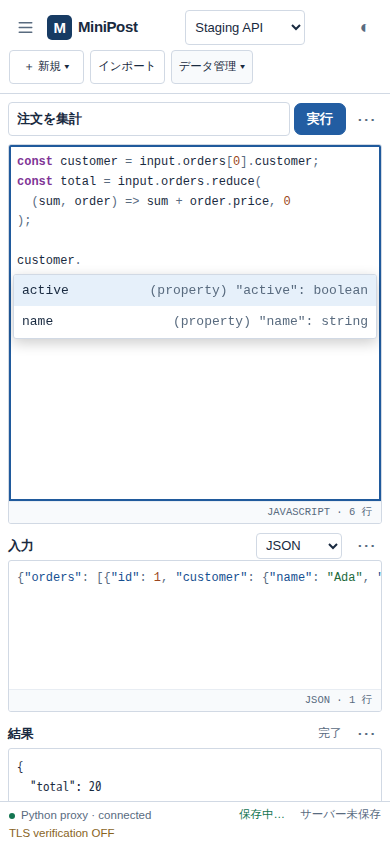 M MiniPost Staging API
＋ 新規 ▾ インポート データ管理 ▾
注文を集計 実行 ···
const customer = input.orders[0].customer;
const total = input.orders.reduce(
(sum, order) => sum + order.price, 0
);
customer.
active (property) "active": boolean
name (property) "name": string
JAVASCRIPT · 6 行
入力 JSON ···
{"orders": [{"id": 1, "customer": {"name": "Ada", "
JSON · 1 行
結果 完了 ···
{
"total": 20
Python proxy · connected 保存中… サーバー未保存
TLS verification OFF